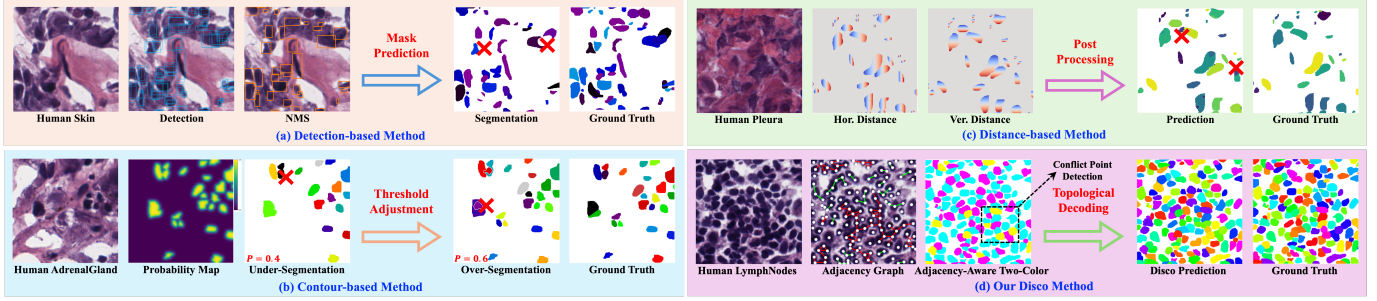 Mask
Prediction
Human Skin
Detection
NMS
Segmentation
Ground Truth
(a) Detection-based Method
Threshold
Adjustment
P = 0.4
P = 0.6
Human AdrenalGland
Probability Map
Under-Segmentation
Over-Segmentation
Ground Truth
(b) Contour-based Method
Post
Processing
Human Pleura
Hor. Distance
Ver. Distance
Prediction
Ground Truth
(c) Distance-based Method
Conflict Point
Detection
Topological
Decoding
Human LymphNodes
Adjacency Graph
Adjacency-Aware Two-Color
Disco Prediction
Ground Truth
(d) Our Disco Method